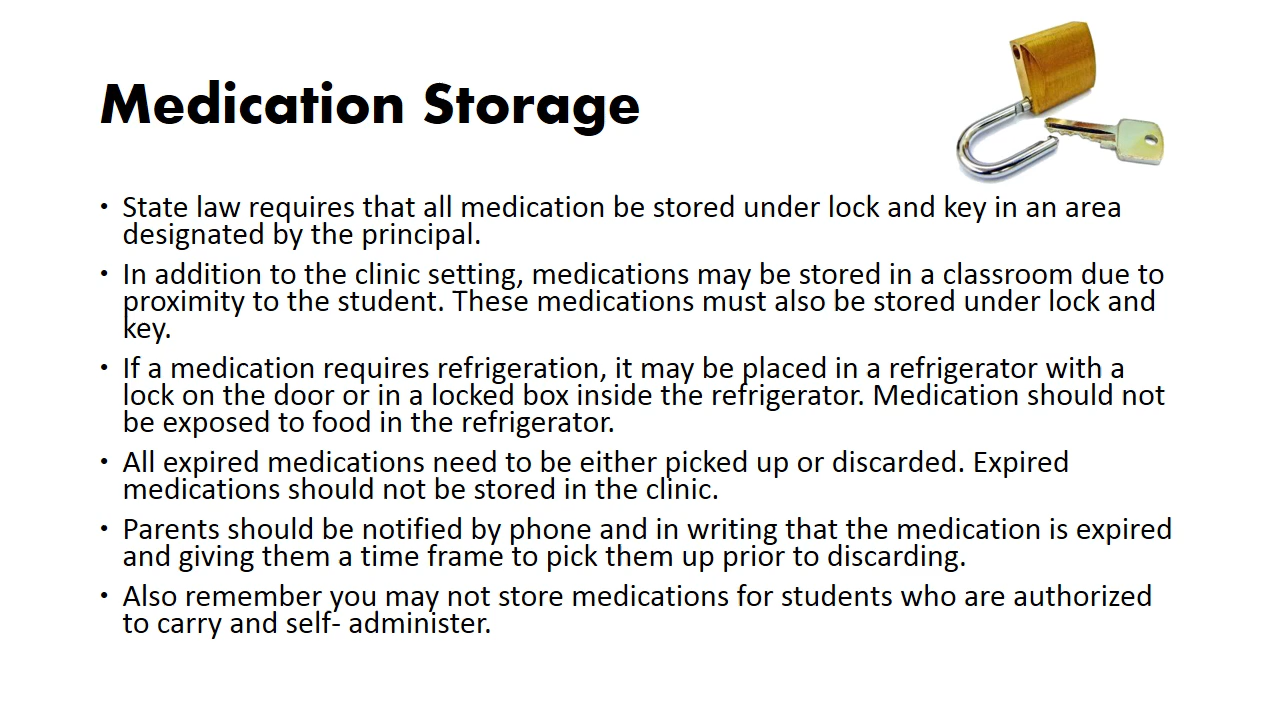 Medication Storage
• State law requires that all medication be stored under lock and key in an area
designated by the principal.
• In addition to the clinic setting, medications may be stored in a classroom due to
proximity to the student. These medications must also be stored under lock and
key.
• If a medication requires refrigeration, it may be placed in a refrigerator with a
lock on the door or in a locked box inside the refrigerator. Medication should not
be exposed to food in the refrigerator.
• All expired medications need to be either picked up or discarded. Expired
medications should not be stored in the clinic.
• Parents should be notified by phone and in writing that the medication is expired
and giving them a time frame to pick them up prior to discarding.
• Also remember you may not store medications for students who are authorized
to carry and self- administer.